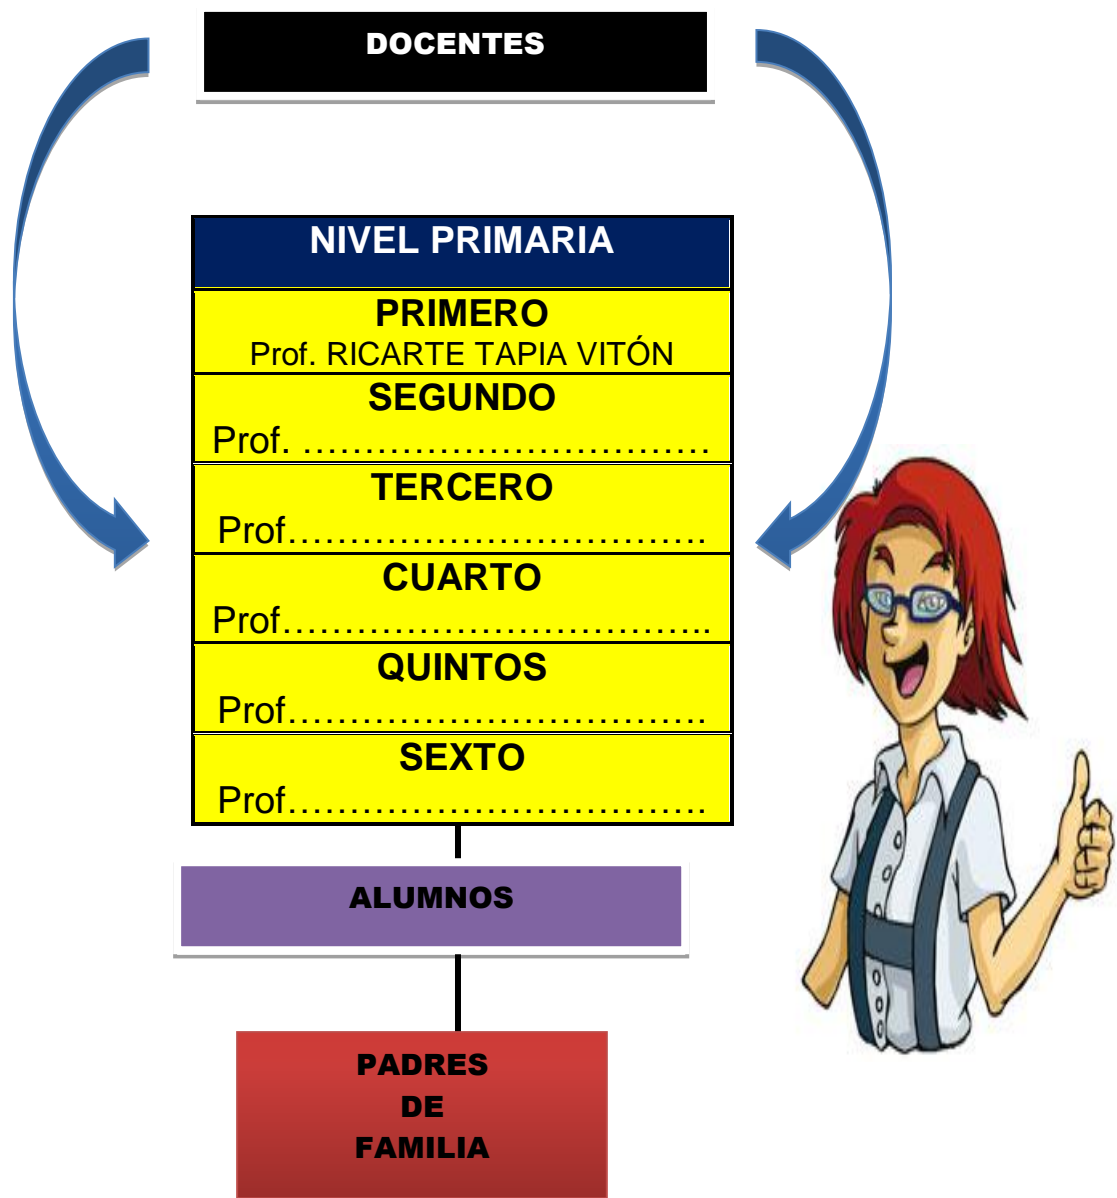 DOCENTES
NIVEL PRIMARIA
PRIMERO
Prof. RICARTE TAPIA VITÓN
SEGUNDO
Prof. ……………………………
TERCERO
Prof……………………………
CUARTO
Prof……………………………..
QUINTOS
Prof……………………………
SEXTO
Prof……………………………
ALUMNOS
PADRES
DE
FAMILIA